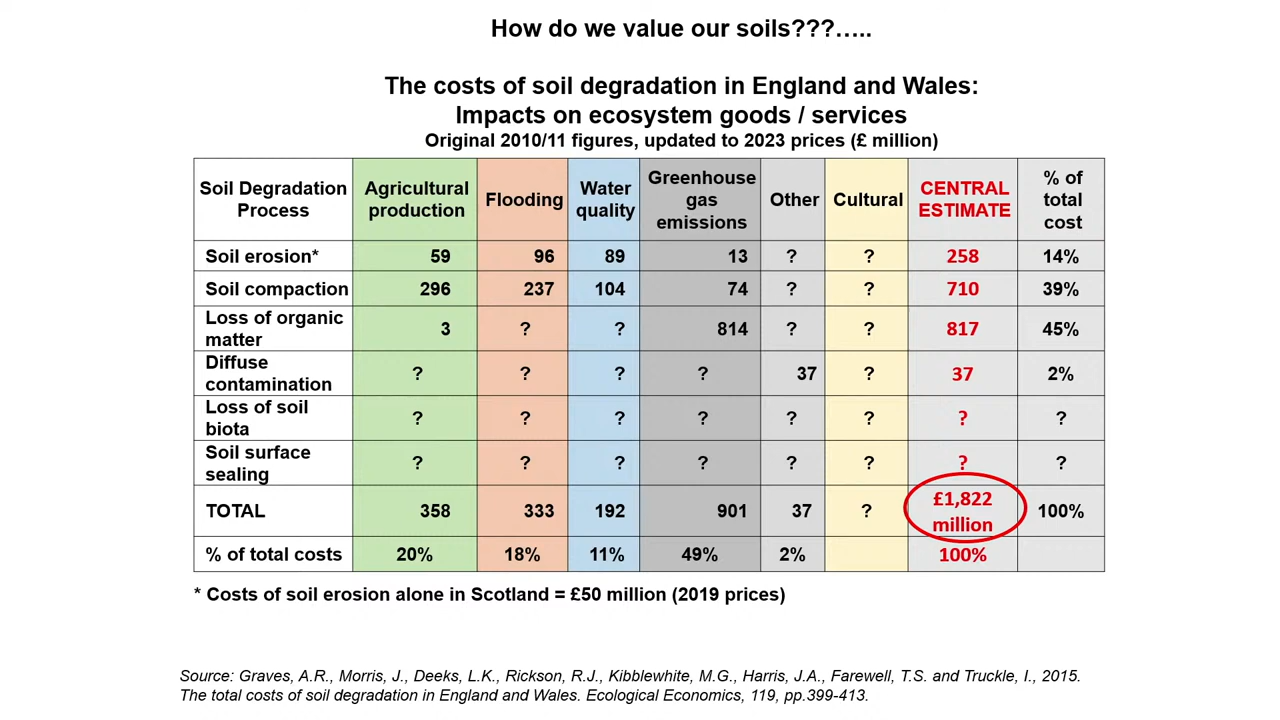 How do we value our soils???…..
The costs of soil degradation in England and Wales:
Impacts on ecosystem goods / services
Original 2010/11 figures, updated to 2023 prices (£ million)
Soil Degradation Process Agricultural production Flooding Water quality Greenhouse gas emissions Other Cultural CENTRAL ESTIMATE % of total cost
Soil erosion* 59 96 89 13 ? ? 258 14%
Soil compaction 296 237 104 74 ? ? 710 39%
Loss of organic matter 3 ? ? 814 ? ? 817 45%
Diffuse contamination ? ? ? ? 37 ? 37 2%
Loss of soil biota ? ? ? ? ? ? ? ?
Soil surface sealing ? ? ? ? ? ? ? ?
TOTAL 358 333 192 901 37 ? £1,822 million 100%
% of total costs 20% 18% 11% 49% 2% 100%
* Costs of soil erosion alone in Scotland = £50 million (2019 prices)
Source: Graves, A.R., Morris, J., Deeks, L.K., Rickson, R.J., Kibblewhite, M.G., Harris, J.A., Farewell, T.S. and Truckle, I., 2015.
The total costs of soil degradation in England and Wales. Ecological Economics, 119, pp.399-413.